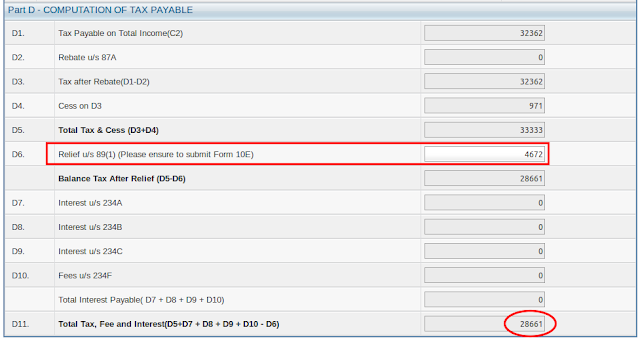 Part D - COMPUTATION OF TAX PAYABLE
D1. Tax Payable on Total Income(C2) 32362
D2. Rebate u/s 87A 0
D3. Tax after Rebate(D1-D2) 32362
D4. Cess on D3 971
D5. Total Tax & Cess (D3+D4) 33333
D6. Relief u/s 89(1) (Please ensure to submit Form 10E) 4672
Balance Tax After Relief (D5-D6) 28661
D7. Interest u/s 234A 0
D8. Interest u/s 234B 0
D9. Interest u/s 234C 0
D10. Fees u/s 234F 0
Total Interest Payable( D7 + D8 + D9 + D10) 0
D11. Total Tax, Fee and Interest(D5+D7 + D8 + D9 + D10 - D6) 28661